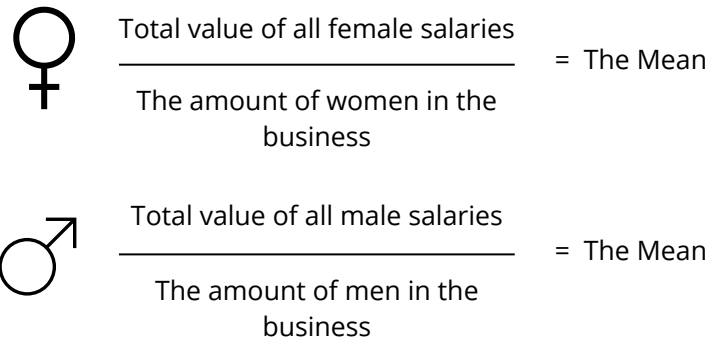 Total value of all female salaries
= The Mean
The amount of women in the
business
Total value of all male salaries
= The Mean
The amount of men in the
business